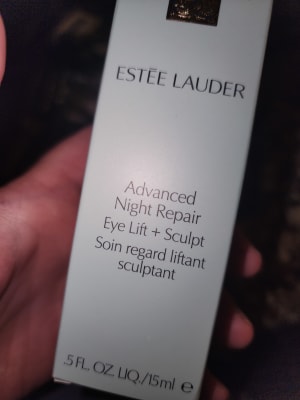 ESTĒE LAUDER
Advanced
Night Repair
Eye Lift + Sculpt
Soin regard liftant
sculptant
.5 FL. OZ. LIQ./15ml e